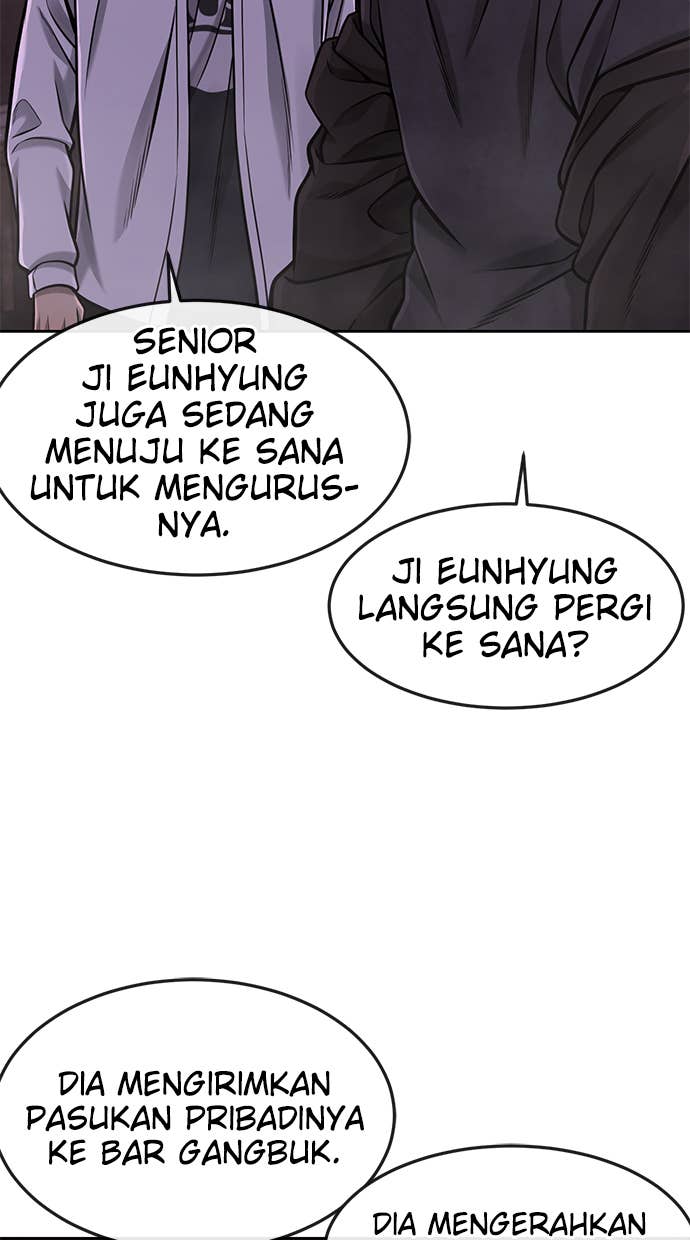 SENIOR
JI EUNHYUNG
JUGA SEDANG
MENUJU KE SANA
UNTUK MENGURUS-
NYA.
JI EUNHYUNG
LANGSUNG PERGI
KE SANA?
DIA MENGIRIMKAN
PASUKAN PRIBADINYA
KE BAR GANGBUK.
DIA MENGERAHKAN